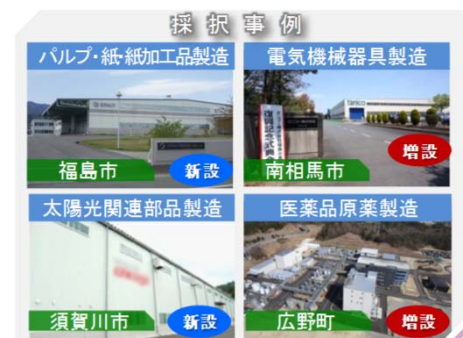 採択事例
パルプ・紙・紙加工品製造
電気機械器具製造
福島市
新設
南相馬市
増設
太陽光関連部品製造
医薬品原薬製造
須賀川市
新設
広野町
増設